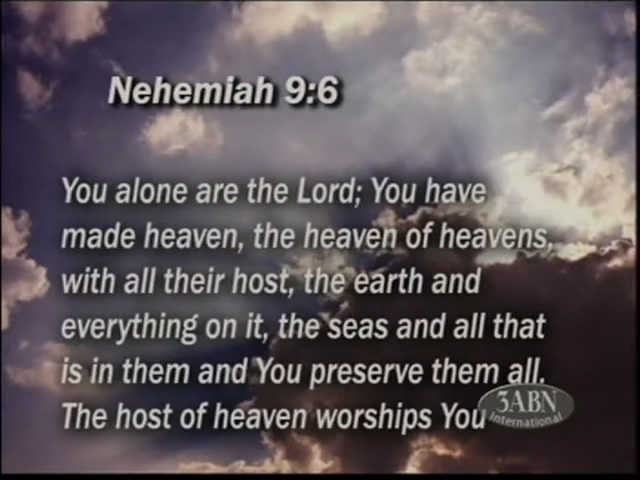 Nehemiah 9:6
You alone are the Lord; You have
made heaven, the heaven of heavens,
with all their host, the earth and
everything on it, the seas and all that
is in them and You preserve them all.
The host of heaven worships You
3ABN
International